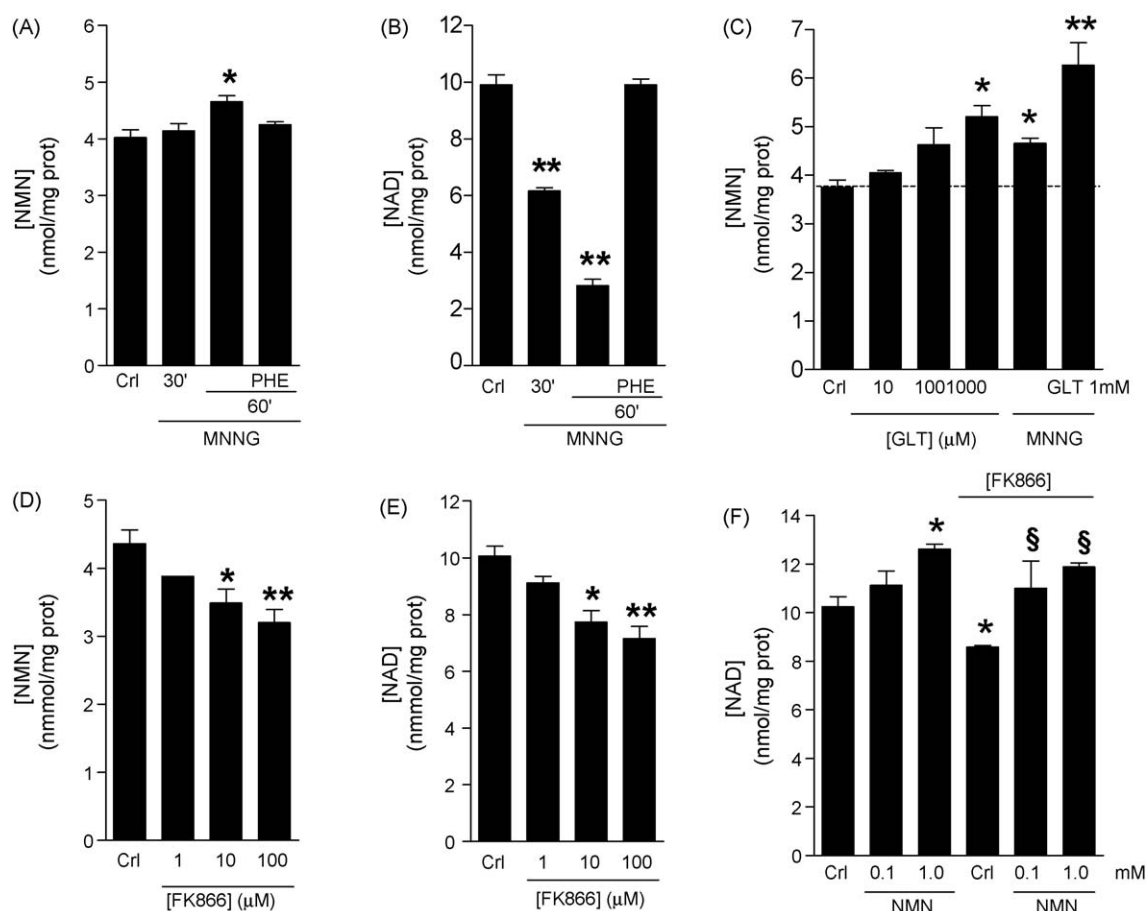 (A)
[NMN]
(nmol/mg prot)
6
5
4
3
2
1
0
*
Crl 30' PHE
60'
MNNG
(B)
[NAD]
(nmol/mg prot)
12
10
8
6
4
2
0
**
**
Crl 30' PHE
60'
MNNG
(C)
[NMN]
(nmol/mg prot)
7
6
5
4
3
2
1
0
*
*
**
Crl 10 1001000 GLT 1mM
[GLT] (µM) MNNG
(D)
[NMN]
(nmmol/mg prot)
5
4
3
2
1
0
*
**
Crl 1 10 100
[FK866] (µM)
(E)
[NAD]
(nmmol/mg prot)
12
10
8
6
4
2
0
*
**
Crl 1 10 100
[FK866] (µM)
(F)
[FK866]
[NAD]
(nmol/mg prot)
14
12
10
8
6
4
2
0
*
*
§
§
Crl 0.1 1.0 Crl 0.1 1.0 mM
NMN NMN